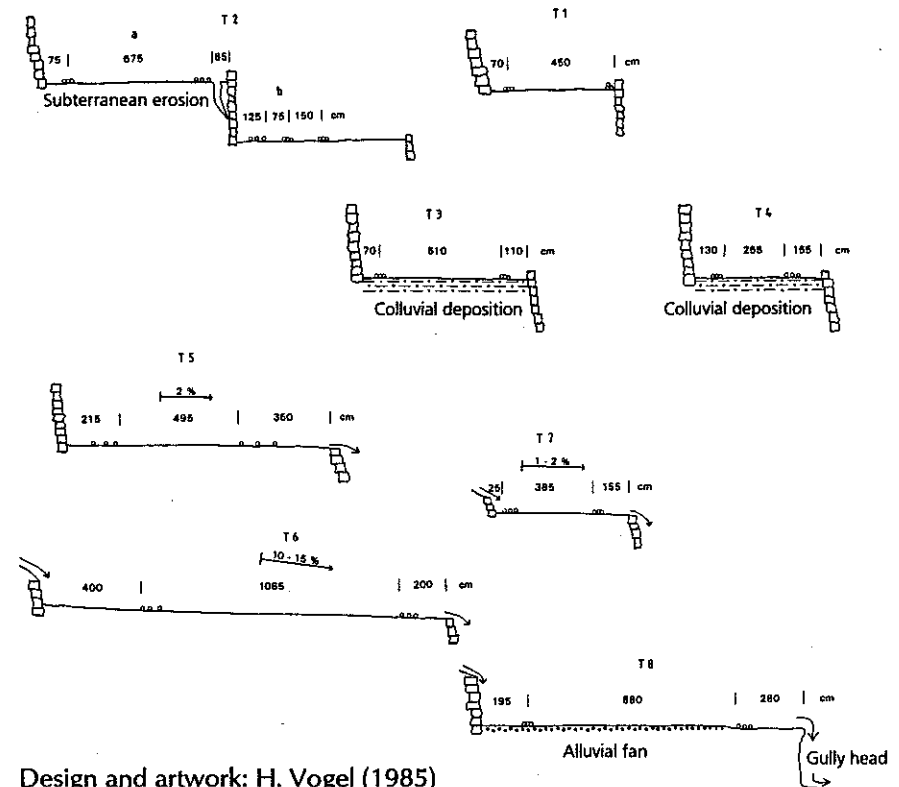 T 2
a
75 | 675 |85|
Subterranean erosion
b
125 | 75 | 150 | cm
T 1
70 | 450 | cm
T 3
70 | 510 | 110 | cm
Colluvial deposition
T 4
130 | 265 | 155 | cm
Colluvial deposition
T 5
2 %
215 | 495 | 350 | cm
T 7
1 - 2 %
25 | 385 | 155 | cm
T 6
10 - 15 %
400 | 1065 | 200 | cm
T 8
195 | 680 | 280 | cm
Alluvial fan
Gully head
Design and artwork: H. Vogel (1985)